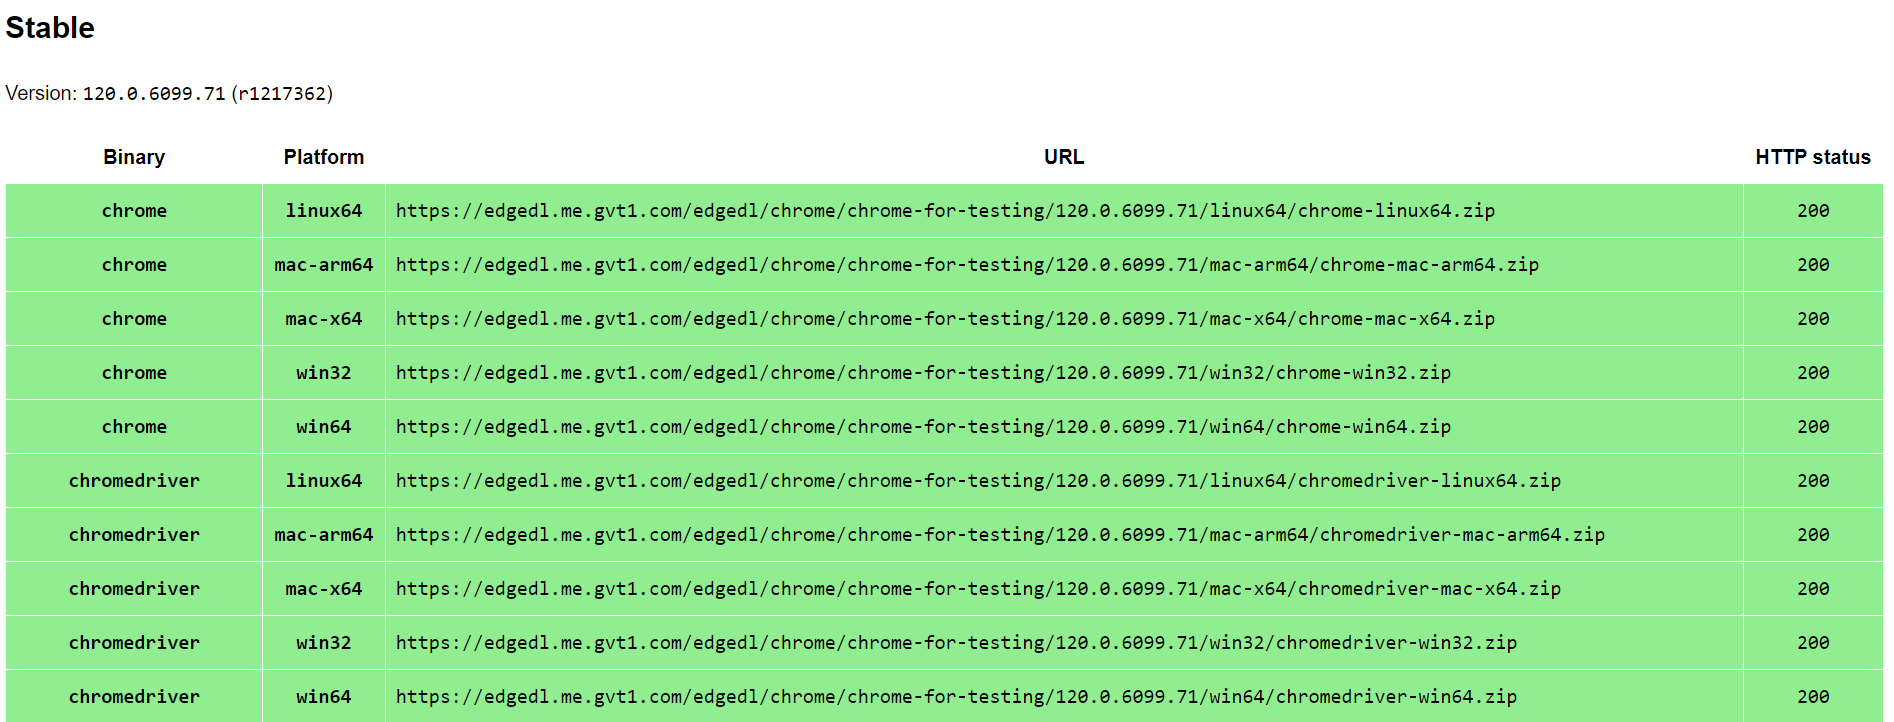 Stable
Version: 120.0.6099.71 (r1217362)
Binary Platform URL HTTP status
chrome linux64 https://edgedl.me.gvt1.com/edgedl/chrome/chrome-for-testing/120.0.6099.71/linux64/chrome-linux64.zip 200
chrome mac-arm64 https://edgedl.me.gvt1.com/edgedl/chrome/chrome-for-testing/120.0.6099.71/mac-arm64/chrome-mac-arm64.zip 200
chrome mac-x64 https://edgedl.me.gvt1.com/edgedl/chrome/chrome-for-testing/120.0.6099.71/mac-x64/chrome-mac-x64.zip 200
chrome win32 https://edgedl.me.gvt1.com/edgedl/chrome/chrome-for-testing/120.0.6099.71/win32/chrome-win32.zip 200
chrome win64 https://edgedl.me.gvt1.com/edgedl/chrome/chrome-for-testing/120.0.6099.71/win64/chrome-win64.zip 200
chromedriver linux64 https://edgedl.me.gvt1.com/edgedl/chrome/chrome-for-testing/120.0.6099.71/linux64/chromedriver-linux64.zip 200
chromedriver mac-arm64 https://edgedl.me.gvt1.com/edgedl/chrome/chrome-for-testing/120.0.6099.71/mac-arm64/chromedriver-mac-arm64.zip 200
chromedriver mac-x64 https://edgedl.me.gvt1.com/edgedl/chrome/chrome-for-testing/120.0.6099.71/mac-x64/chromedriver-mac-x64.zip 200
chromedriver win32 https://edgedl.me.gvt1.com/edgedl/chrome/chrome-for-testing/120.0.6099.71/win32/chromedriver-win32.zip 200
chromedriver win64 https://edgedl.me.gvt1.com/edgedl/chrome/chrome-for-testing/120.0.6099.71/win64/chromedriver-win64.zip 200